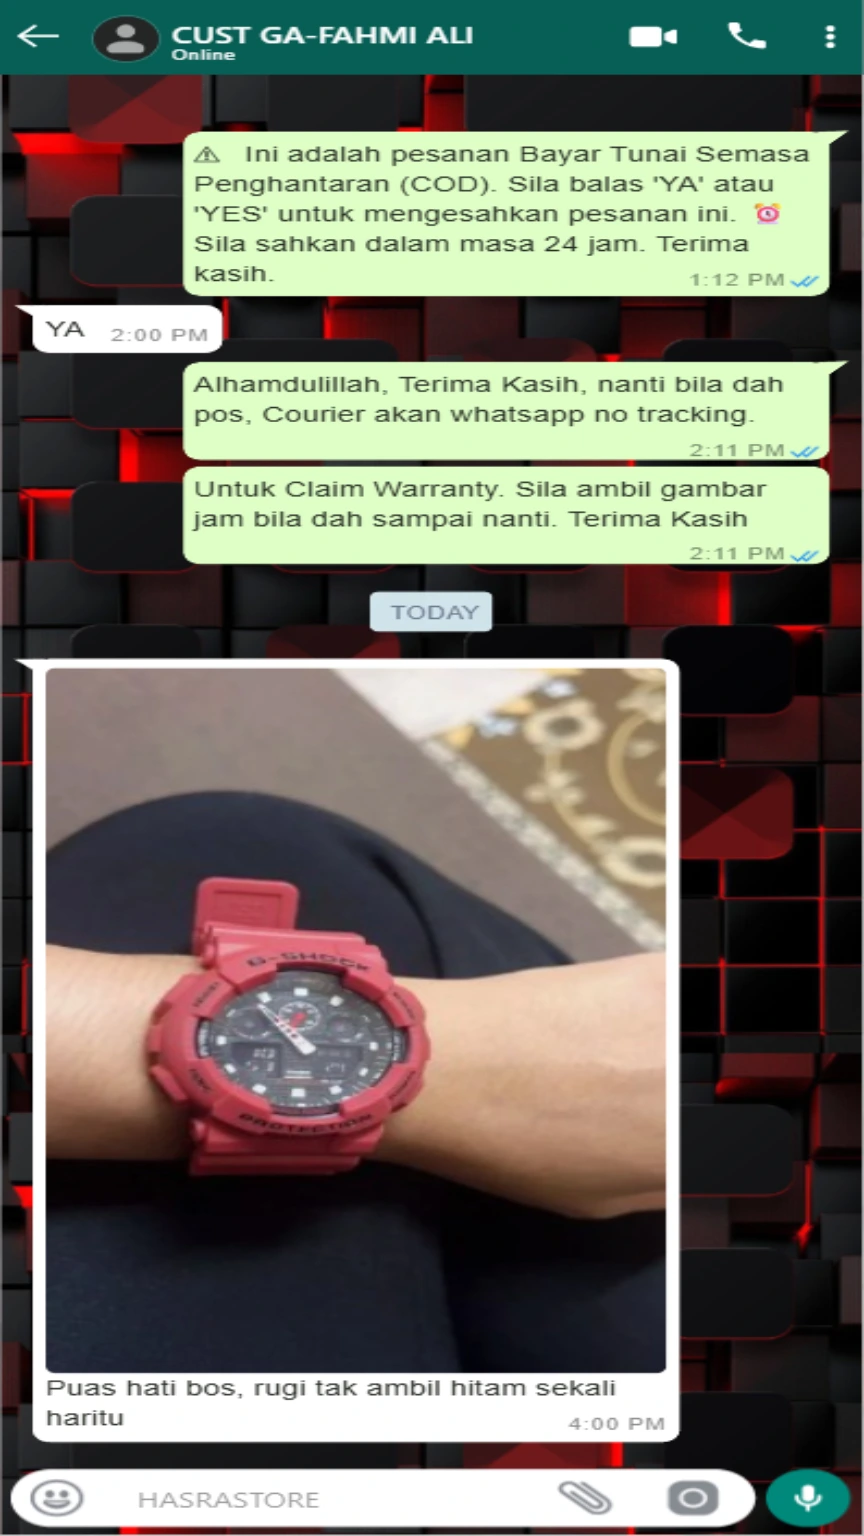 CUST GA-FAHMI ALI
Online
⚠ Ini adalah pesanan Bayar Tunai Semasa
Penghantaran (COD). Sila balas 'YA' atau
'YES' untuk mengesahkan pesanan ini. ⏰
Sila sahkan dalam masa 24 jam. Terima
kasih.
1:12 PM
YA
2:00 PM
Alhamdulillah, Terima Kasih, nanti bila dah
pos, Courier akan whatsapp no tracking.
2:11 PM
Untuk Claim Warranty. Sila ambil gambar
jam bila dah sampai nanti. Terima Kasih
2:11 PM
TODAY
G-SHOCK
PROTECTION
Puas hati bos, rugi tak ambil hitam sekali
haritu
4:00 PM
HASRASTORE